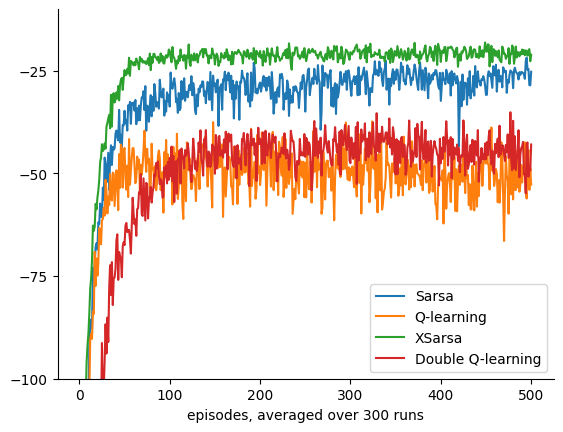 −25
−50
−75
−100
0 100 200 300 400 500
episodes, averaged over 300 runs
Sarsa
Q-learning
XSarsa
Double Q-learning